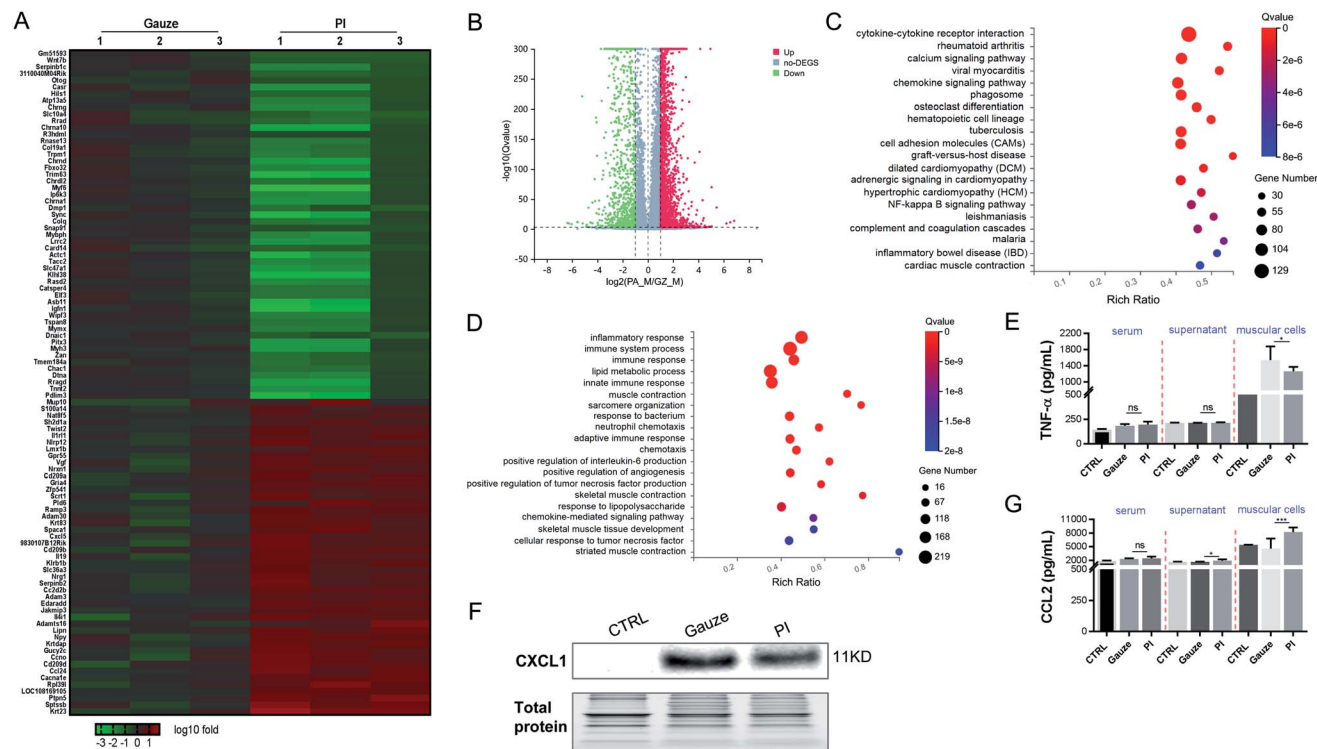 A
Gauze
PI
1 2 3 1 2 3
Gm51593
Wnt7b
Serpinb1c
3110040M04Rik
Otog
Casr
Hils1
Atp13a5
Chrng
Slc10a4
Rrad
Chrna10
R3hdml
Rnase13
Col19a1
Trpm1
Chrnd
Fbxo32
Trim63
Chrdl2
Myf6
Ip6k3
Chrna1
Dmp1
Sync
Colq
Snap91
Mybph
Lrrc2
Card14
Actc1
Tacc2
Slc47a1
Klhl38
Rasd2
Catsper4
Elf3
Asb11
Igfn1
Wipf3
Tspan8
Mymx
Dnaic1
Pitx3
Myh3
Zan
Tmem184a
Chac1
Dtna
Rragd
Tnnt2
Pdlim3
Mup10
S100a14
Nat8f5
Sh2d1a
Twist2
Il1rl1
Nlrp12
Lmx1b
Gpr55
Vgf
Nrxn1
Cd209a
Gria4
Zfp541
Scrt1
Pld6
Ramp3
Adam30
Krt83
Spaca1
Cxcl5
9830107B12Rik
Cd209b
Il19
Klrb1b
Slc36a3
Nrg1
Serpinb2
Cc2d2b
Adam3
Edaradd
Jakmip3
Il4i1
Adamts16
Lipn
Npy
Krtdap
Gucy2c
Ccno
Cd209d
Ccl24
Cacna1e
Rpl39l
LOC108169105
Ptpn5
Sptssb
Krt23
log10 fold
-3 -2 -1 0 1
B
-log10(Qvalue)
300
250
200
150
100
50
0
-50
-8 -6 -4 -2 0 2 4 6 8
log2(PA_M/GZ_M)
Up
no-DEGS
Down
C
cytokine-cytokine receptor interaction
rheumatoid arthritis
calcium signaling pathway
viral myocarditis
chemokine signaling pathway
phagosome
osteoclast differentiation
hematopoietic cell lineage
tuberculosis
cell adhesion molecules (CAMs)
graft-versus-host disease
dilated cardiomyopathy (DCM)
adrenergic signaling in cardiomyopathy
hypertrophic cardiomyopathy (HCM)
NF-kappa B signaling pathway
leishmaniasis
complement and coagulation cascades
malaria
inflammatory bowel disease (IBD)
cardiac muscle contraction
0.1 0.2 0.3 0.4 0.5
Rich Ratio
Qvalue
0
2e-6
4e-6
6e-6
8e-6
Gene Number
30
55
80
104
129
D
inflammatory response
immune system process
immune response
lipid metabolic process
innate immune response
muscle contraction
sarcomere organization
response to bacterium
neutrophil chemotaxis
adaptive immune response
chemotaxis
positive regulation of interleukin-6 production
positive regulation of angiogenesis
positive regulation of tumor necrosis factor production
skeletal muscle contraction
response to lipopolysaccharide
chemokine-mediated signaling pathway
skeletal muscle tissue development
cellular response to tumor necrosis factor
striated muscle contraction
0.2 0.4 0.6 0.8
Rich Ratio
Qvalue
0
5e-9
1e-8
1.5e-8
2e-8
Gene Number
16
67
118
168
219
E
TNF-α (pg/mL)
2200
1800
1400
1000
500
250
0
serum supernatant muscular cells
ns ns *
CTRL Gauze PI CTRL Gauze PI CTRL Gauze PI
F
CTRL Gauze PI
CXCL1
11KD
Total
protein
G
CCL2 (pg/mL)
11000
8000
5000
2000
500
250
0
serum supernatant muscular cells
ns * ***
CTRL Gauze PI CTRL Gauze PI CTRL Gauze PI